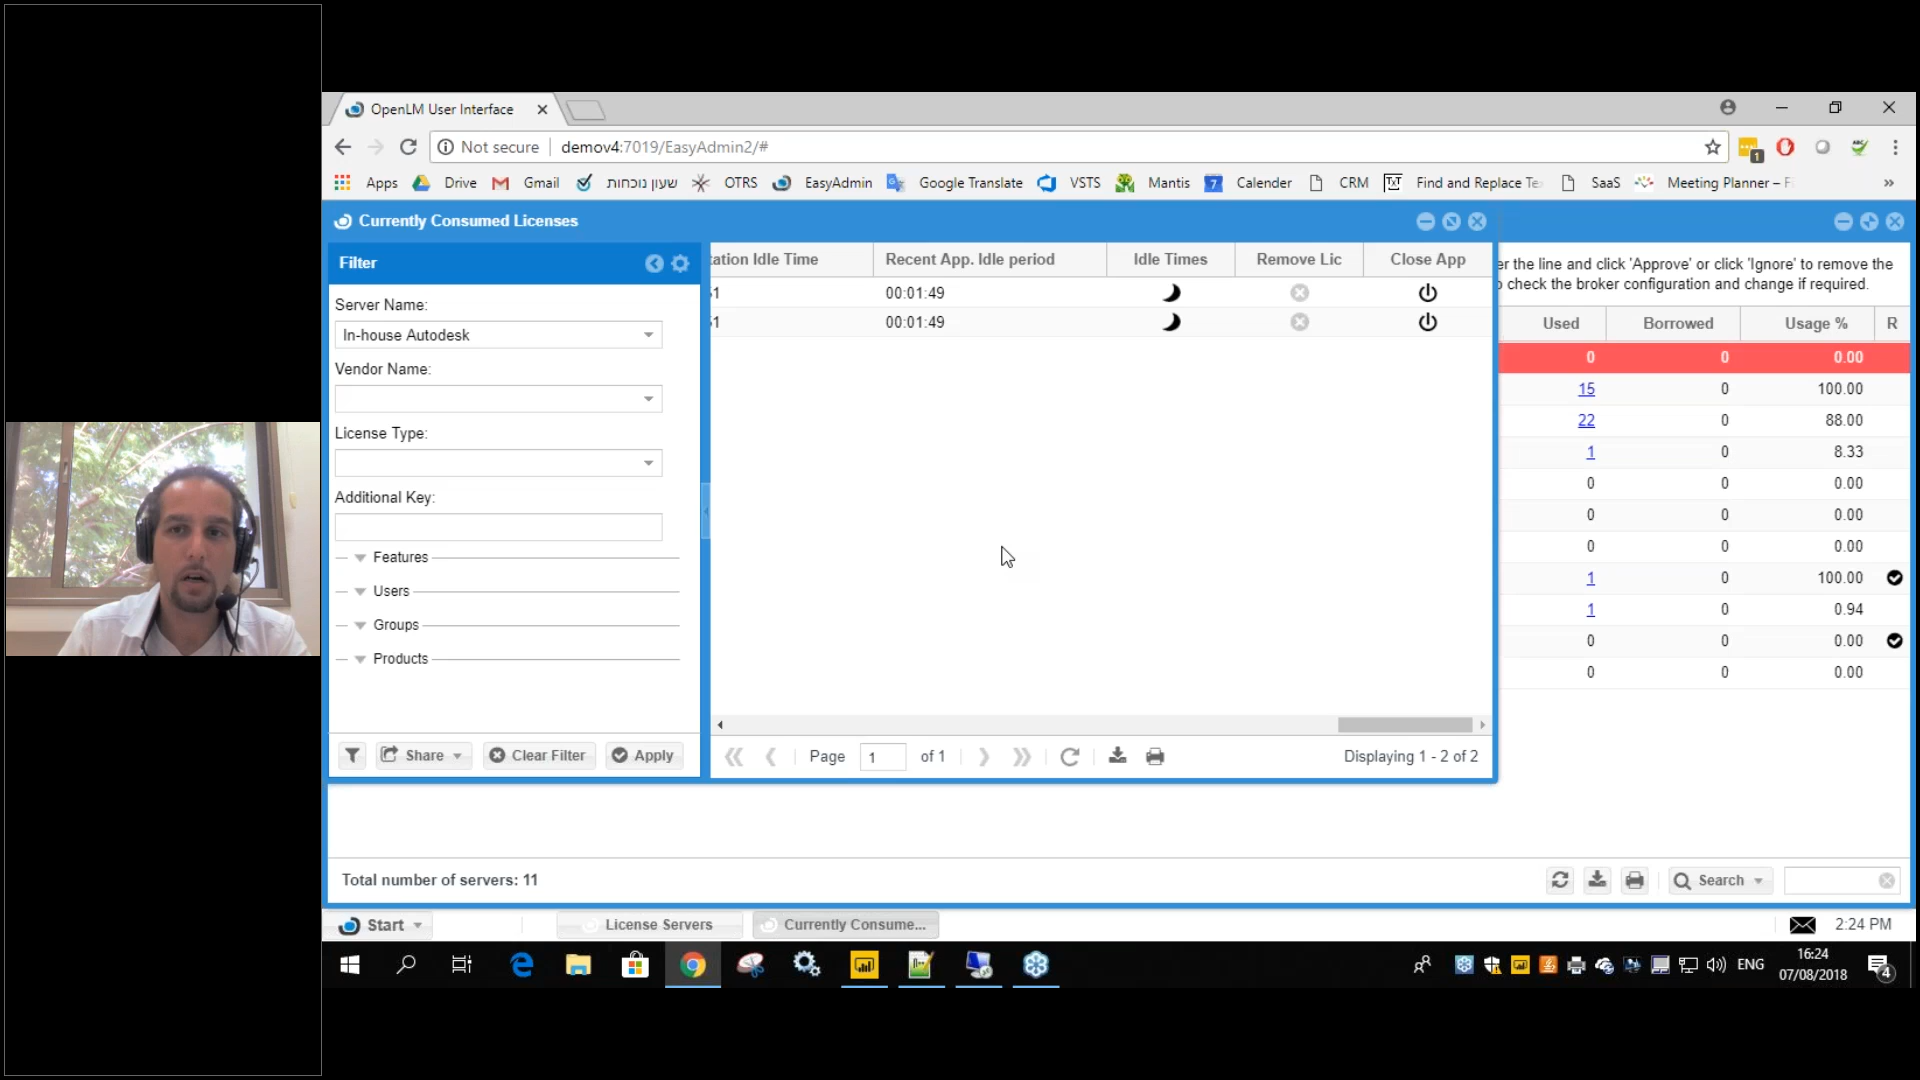 OpenLM User Interface
Not secure demov4:7019/EasyAdmin2/#
1
Apps Drive Gmail שעון נוכחות OTRS EasyAdmin Google Translate VSTS Mantis 7 Calender CRM Find and Replace Te SaaS Meeting Planner – F »
Currently Consumed Licenses
Filter
Server Name:
In-house Autodesk
Vendor Name:
License Type:
Additional Key:
Features
Users
Groups
Products
Share Clear Filter Apply
tation Idle Time Recent App. Idle period Idle Times Remove Lic Close App
51 00:01:49
51 00:01:49
Page 1 of 1 Displaying 1 - 2 of 2
er the line and click 'Approve' or click 'Ignore' to remove the
o check the broker configuration and change if required.
Used Borrowed Usage % R
0 0 0.00
15 0 100.00
22 0 88.00
1 0 8.33
0 0 0.00
0 0 0.00
0 0 0.00
1 0 100.00
1 0 0.94
0 0 0.00
0 0 0.00
Total number of servers: 11
Search
Start License Servers Currently Consume... 2:24 PM
ENG 16:24
07/08/2018
4